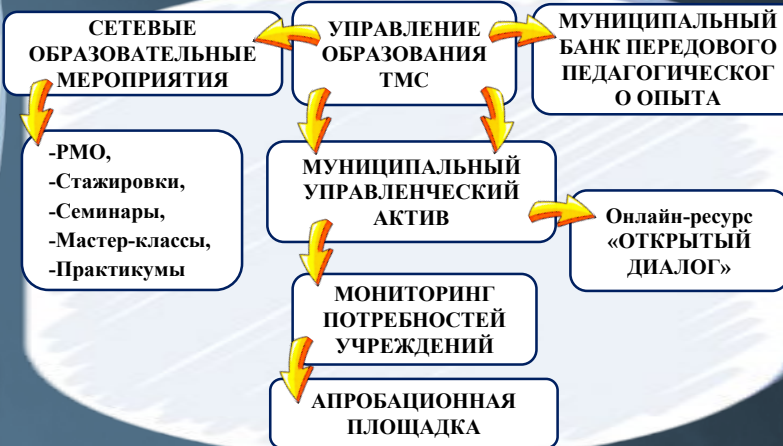 СЕТЕВЫЕ
ОБРАЗОВАТЕЛЬНЫЕ
МЕРОПРИЯТИЯ
УПРАВЛЕНИЕ
ОБРАЗОВАНИЯ
ТМС
МУНИЦИПАЛЬНЫЙ
БАНК ПЕРЕДОВОГО
ПЕДАГОГИЧЕСКОГ
О ОПЫТА
-РМО,
-Стажировки,
-Семинары,
-Мастер-классы,
-Практикумы
МУНИЦИПАЛЬНЫЙ
УПРАВЛЕНЧЕСКИЙ
АКТИВ
Онлайн-ресурс
«ОТКРЫТЫЙ
ДИАЛОГ»
МОНИТОРИНГ
ПОТРЕБНОСТЕЙ
УЧРЕЖДЕНИЙ
АПРОБАЦИОННАЯ
ПЛОЩАДКА